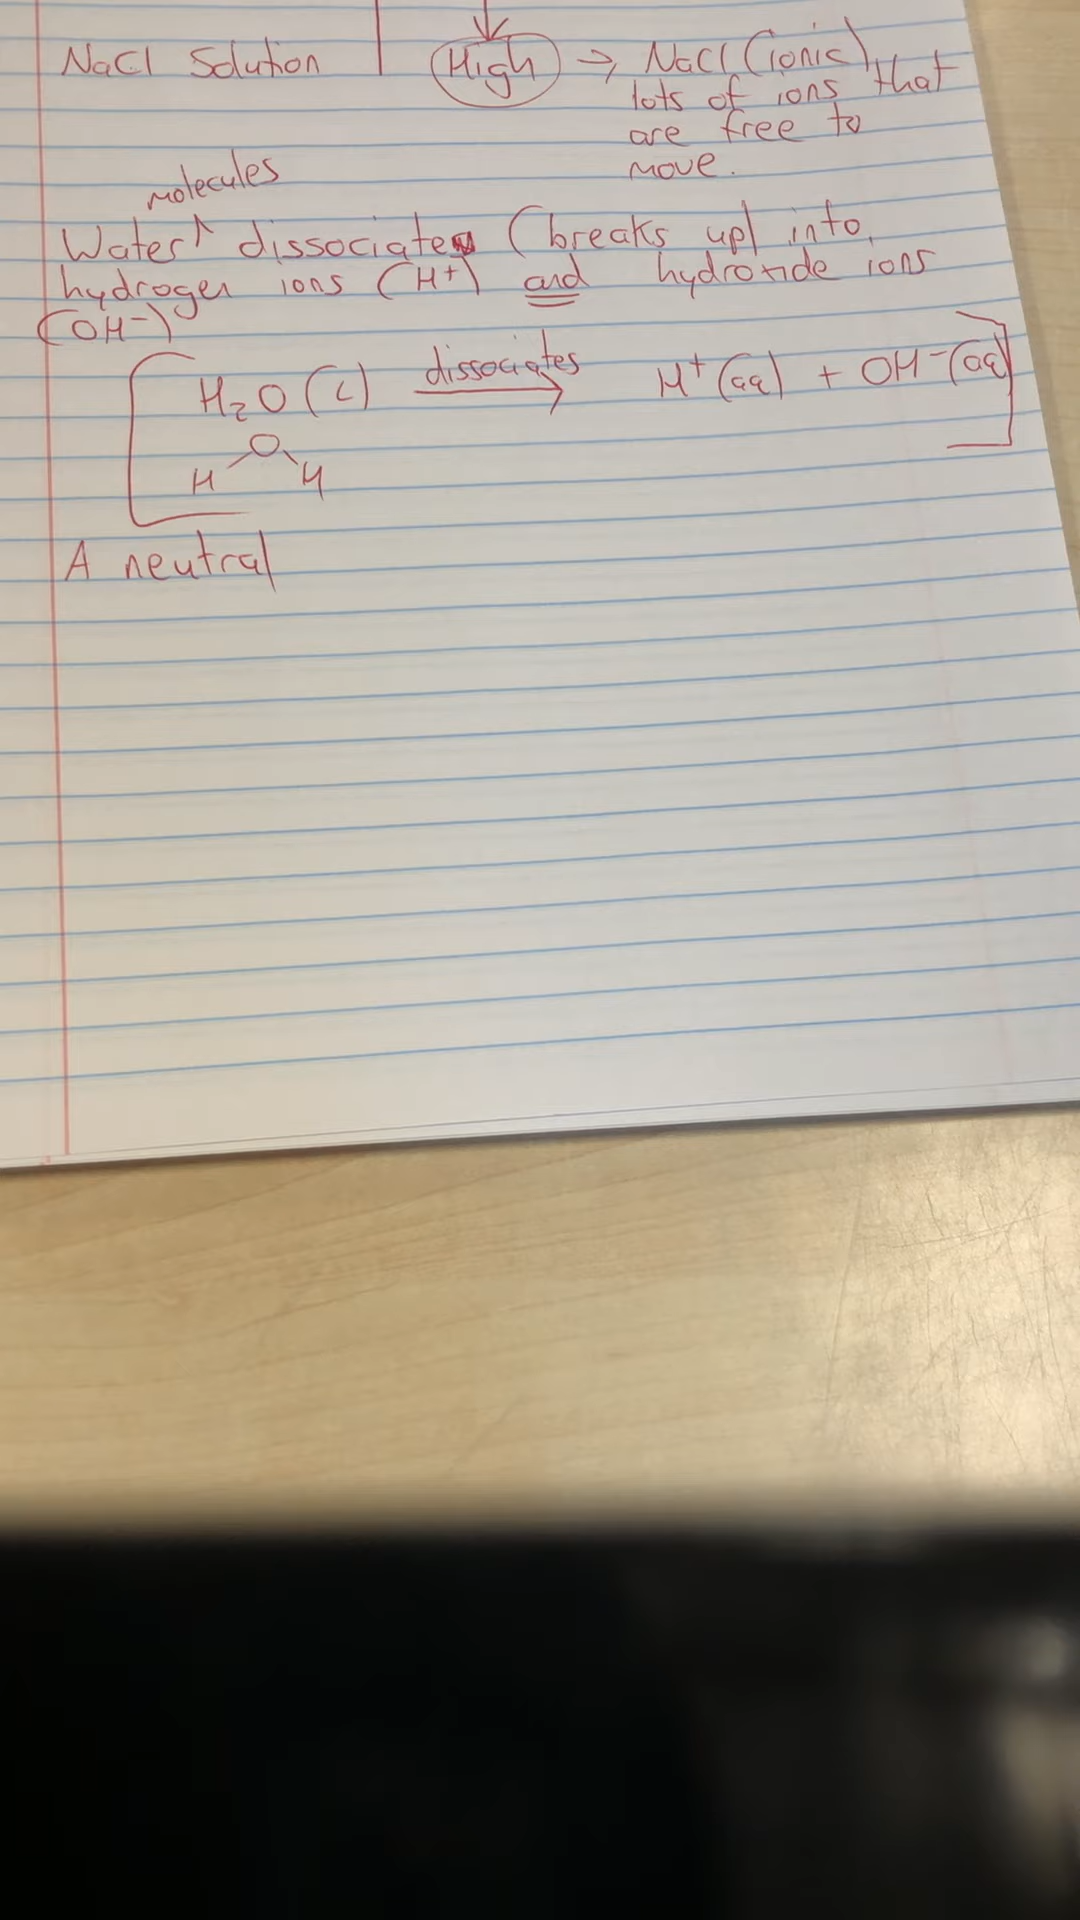 NaCl Solution
High → NaCl (ionic),
lots of ions that
are free to
move.
molecules
Water ^ dissociate (breaks up) into
hydrogen ions (H⁺) and hydroxide ions
(OH⁻)
H₂O (L) dissociates → H⁺(aq) + OH⁻(aq)
O
H H
A neutral